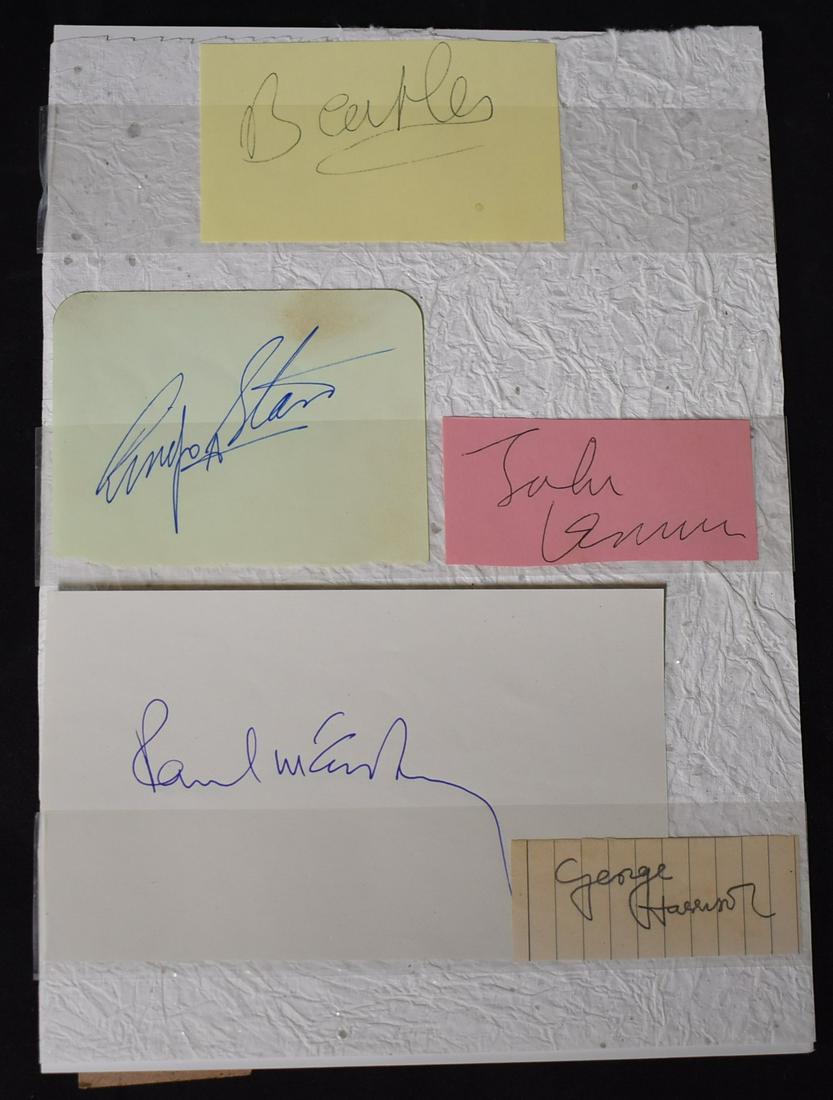 Beatles
Ringo Starr
John
Lennon
Paul McCartney
George
Harrison